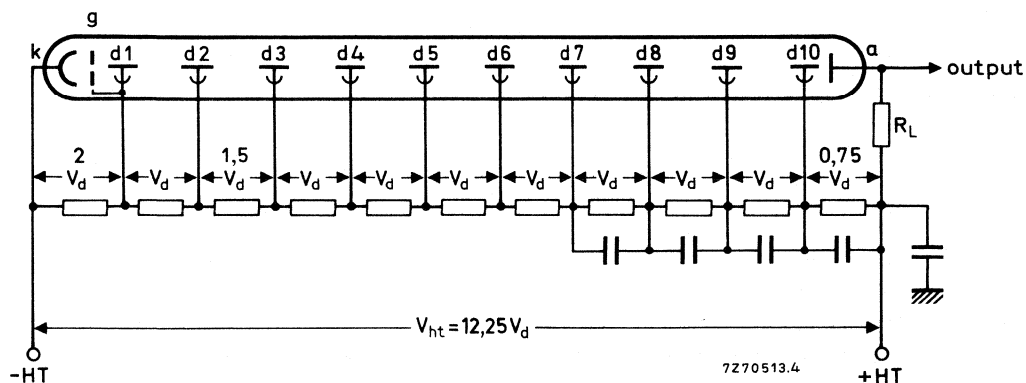 g
k d1 d2 d3 d4 d5 d6 d7 d8 d9 d10 a
output
R_L
2 1,5 0,75
V_d V_d V_d V_d V_d V_d V_d V_d V_d V_d V_d
V_ht = 12,25 V_d
-HT +HT
7Z70513.4